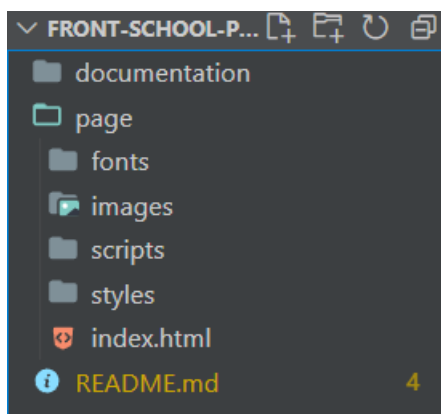 FRONT-SCHOOL-P...
documentation
page
fonts
images
scripts
styles
index.html
README.md 4